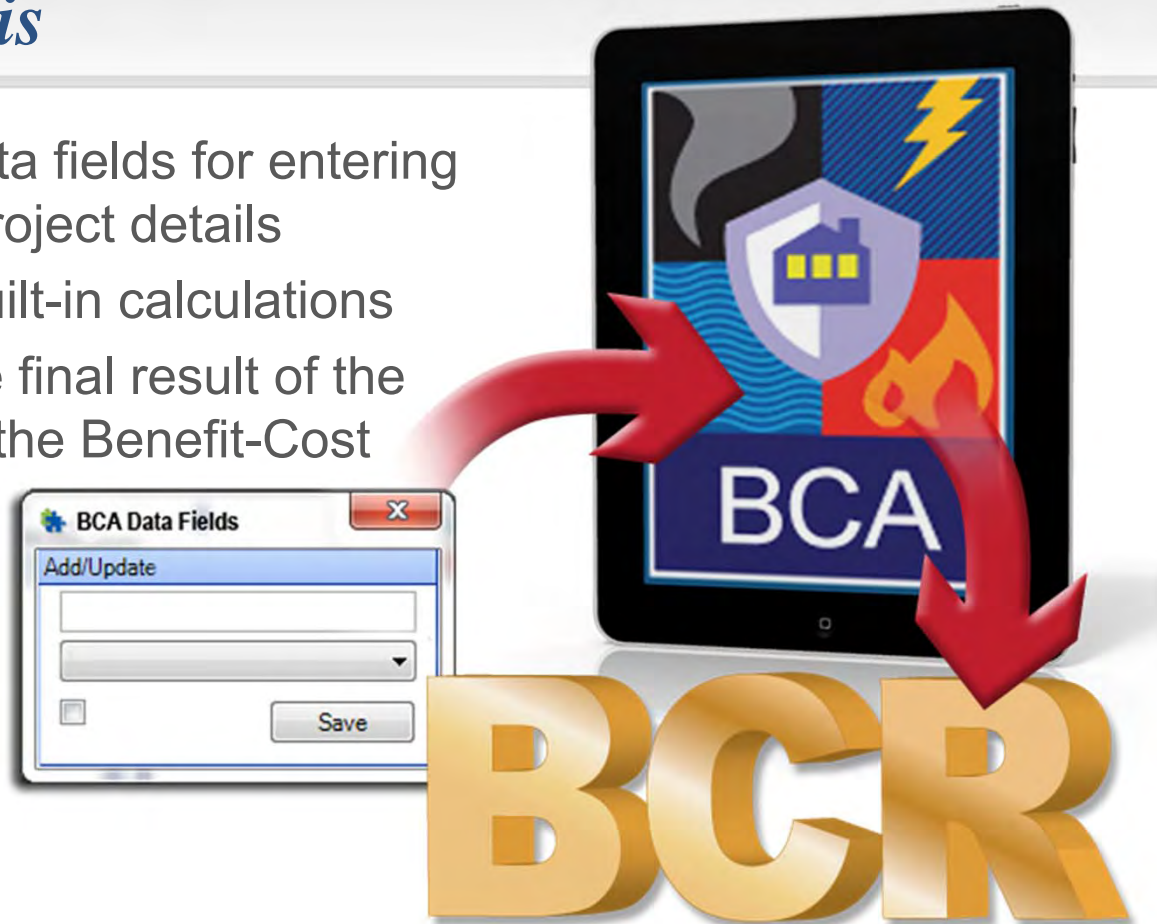 is
ta fields for entering
roject details
uilt-in calculations
e final result of the
the Benefit-Cost
BCA Data Fields
Add/Update
Save
BCA
BCR